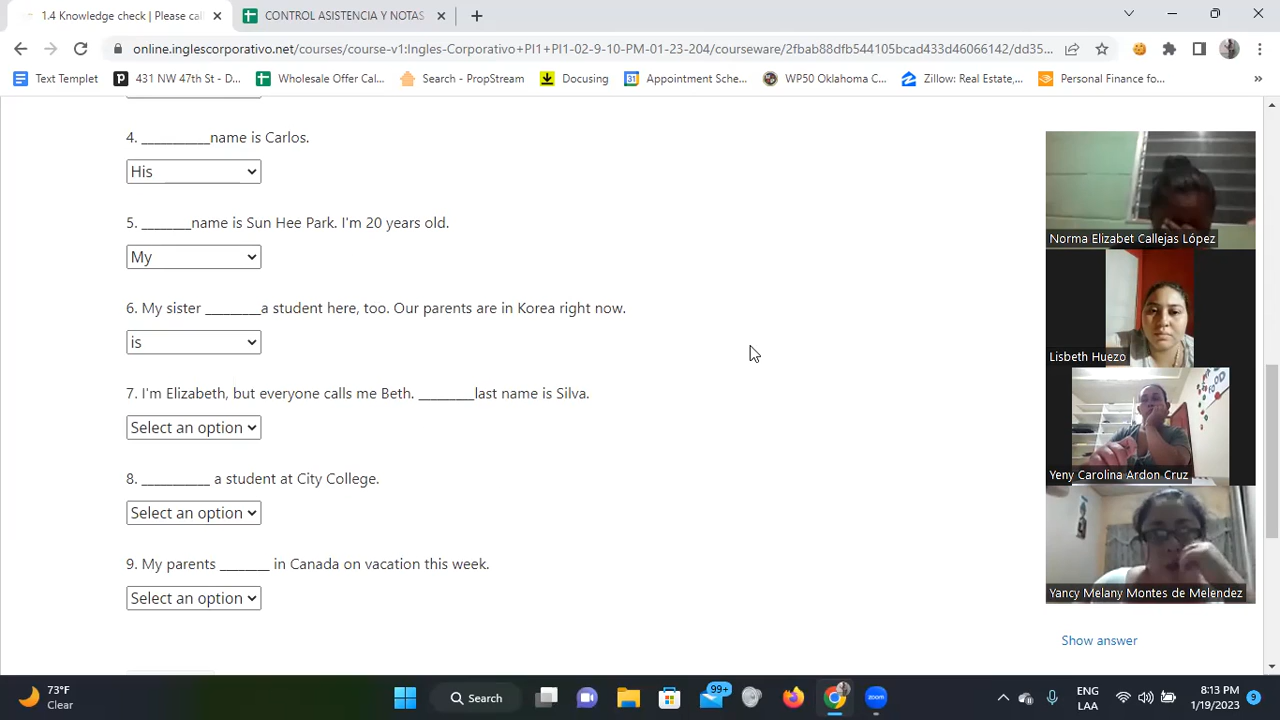 1.4 Knowledge check | Please cal
CONTROL ASISTENCIA Y NOTAS
online.inglescorporativo.net/courses/course-v1:Ingles-Corporativo+PI1+PI1-02-9-10-PM-01-23-204/courseware/2fbab88dfb544105bcad433d46066142/dd35...
Text Templet
431 NW 47th St - D...
Wholesale Offer Cal...
Search - PropStream
Docusing
Appointment Sche...
WP50 Oklahoma C...
Zillow: Real Estate,...
Personal Finance fo...
4. __________name is Carlos.
His
5. _______name is Sun Hee Park. I'm 20 years old.
My
6. My sister ________a student here, too. Our parents are in Korea right now.
is
7. I'm Elizabeth, but everyone calls me Beth. ________last name is Silva.
Select an option
8. __________ a student at City College.
Select an option
9. My parents _______ in Canada on vacation this week.
Select an option
Norma Elizabet Callejas López
Lisbeth Huezo
Yeny Carolina Ardon Cruz
Yancy Melany Montes de Melendez
Show answer
73°F
Clear
Search
99+
zoom
ENG
LAA
8:13 PM
1/19/2023
9